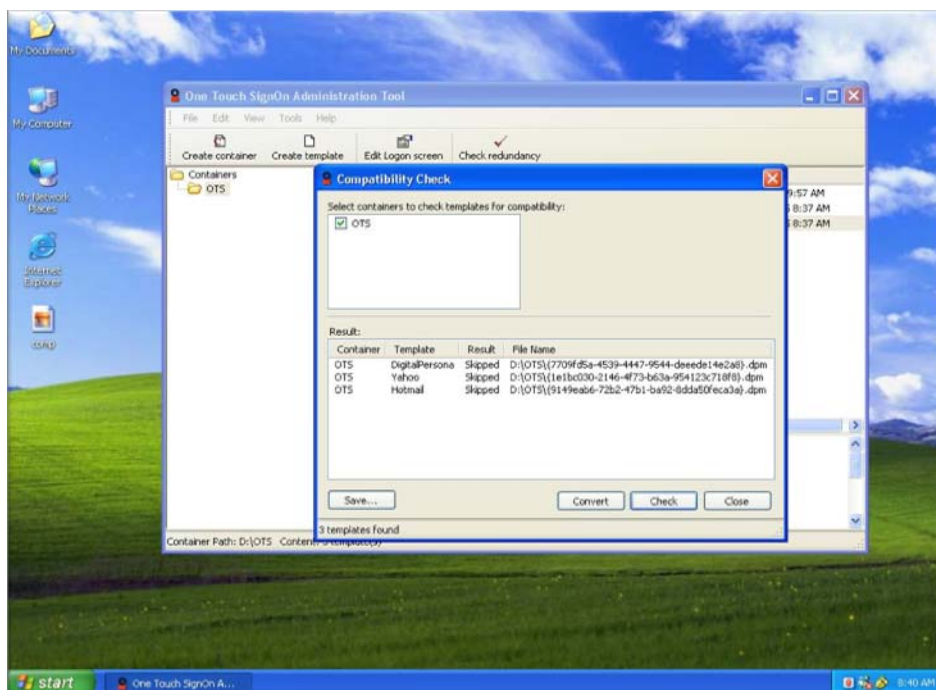 My Documents
My Computer
My Network
Places
Internet
Explorer
comp
One Touch SignOn Administration Tool
File Edit View Tools Help
Create container Create template Edit Logon screen Check redundancy
Containers
OTS
9:57 AM
8:37 AM
8:37 AM
Compatibility Check
Select containers to check templates for compatibility:
OTS
Result:
Container Template Result File Name
OTS DigitalPersona Skipped D:\OTS\{7709fd5a-4539-4447-9544-deeede14e2a8}.dpm
OTS Yahoo Skipped D:\OTS\{1e1bc030-2146-4f73-b63a-954123c718f8}.dpm
OTS Hotmail Skipped D:\OTS\{9149eab6-72b2-47b1-ba92-8dda50feca3a}.dpm
Save... Convert Check Close
3 templates found
Container Path: D:\OTS
start One Touch SignOn A... 8:40 AM